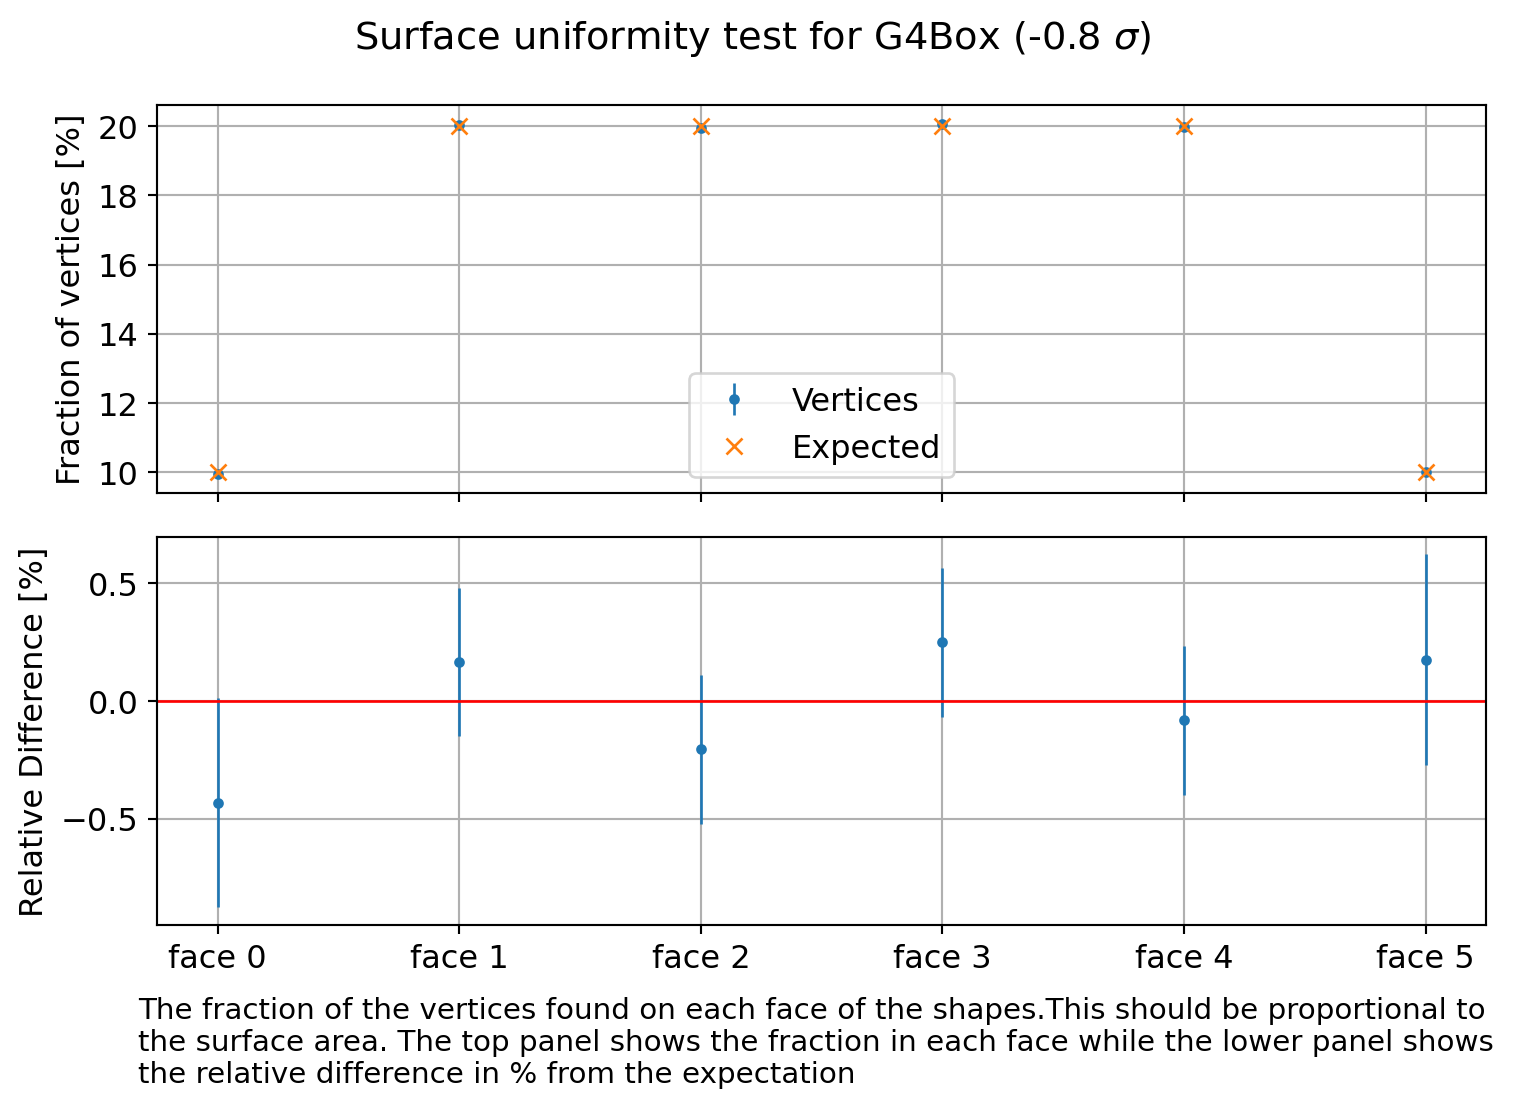 Surface uniformity test for G4Box (-0.8 σ)
Fraction of vertices [%]
20
18
16
14
12
10
Vertices
Expected
Relative Difference [%]
0.5
0.0
−0.5
face 0
face 1
face 2
face 3
face 4
face 5
The fraction of the vertices found on each face of the shapes.This should be proportional to
the surface area. The top panel shows the fraction in each face while the lower panel shows
the relative difference in % from the expectation